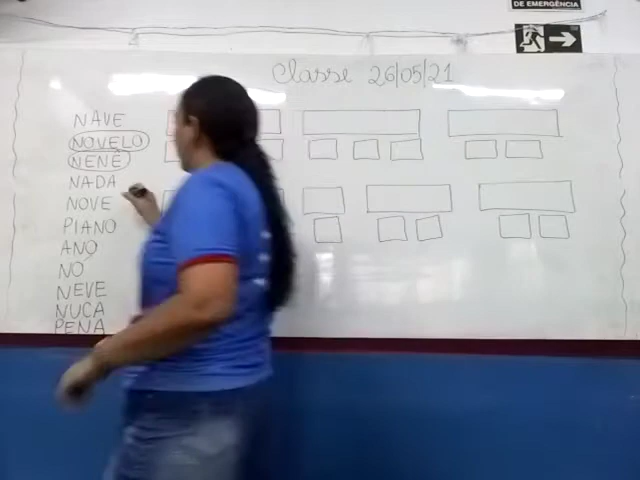 DE EMERGÊNCIA
Classe 26/05/21
NAVE
NOVELO
NENÊ
NADA
NOVE
PIANO
ANO
NO
NEVE
NUCA
PENA